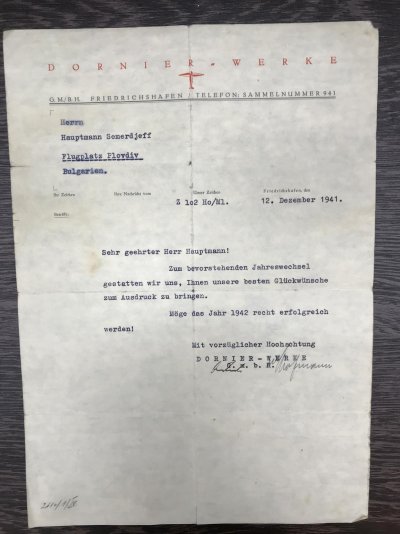 DORNIER-WERKE
G.M/B.H. FRIEDRICHSHAFEN / TELEFON: SAMMELNUMMER 941
Herrn
Hauptmann Semerdjeff
Flugplatz Plovdiv
Bulgarien.
Ihr Zeichen Ihre Nachricht vom Unser Zeichen Friedrichshafen, den
Z 1o2 Ho/Nl. 12. Dezember 1941.
Betrifft:
Sehr geehrter Herr Hauptmann!
Zum bevorstehenden Jahreswechsel
gestatten wir uns, Ihnen unsere besten Glückwünsche
zum Ausdruck zu bringen.
Möge das Jahr 1942 recht erfolgreich
werden!
Mit vorzüglicher Hochachtung
DORNIER-WERKE
G.m.b.H.